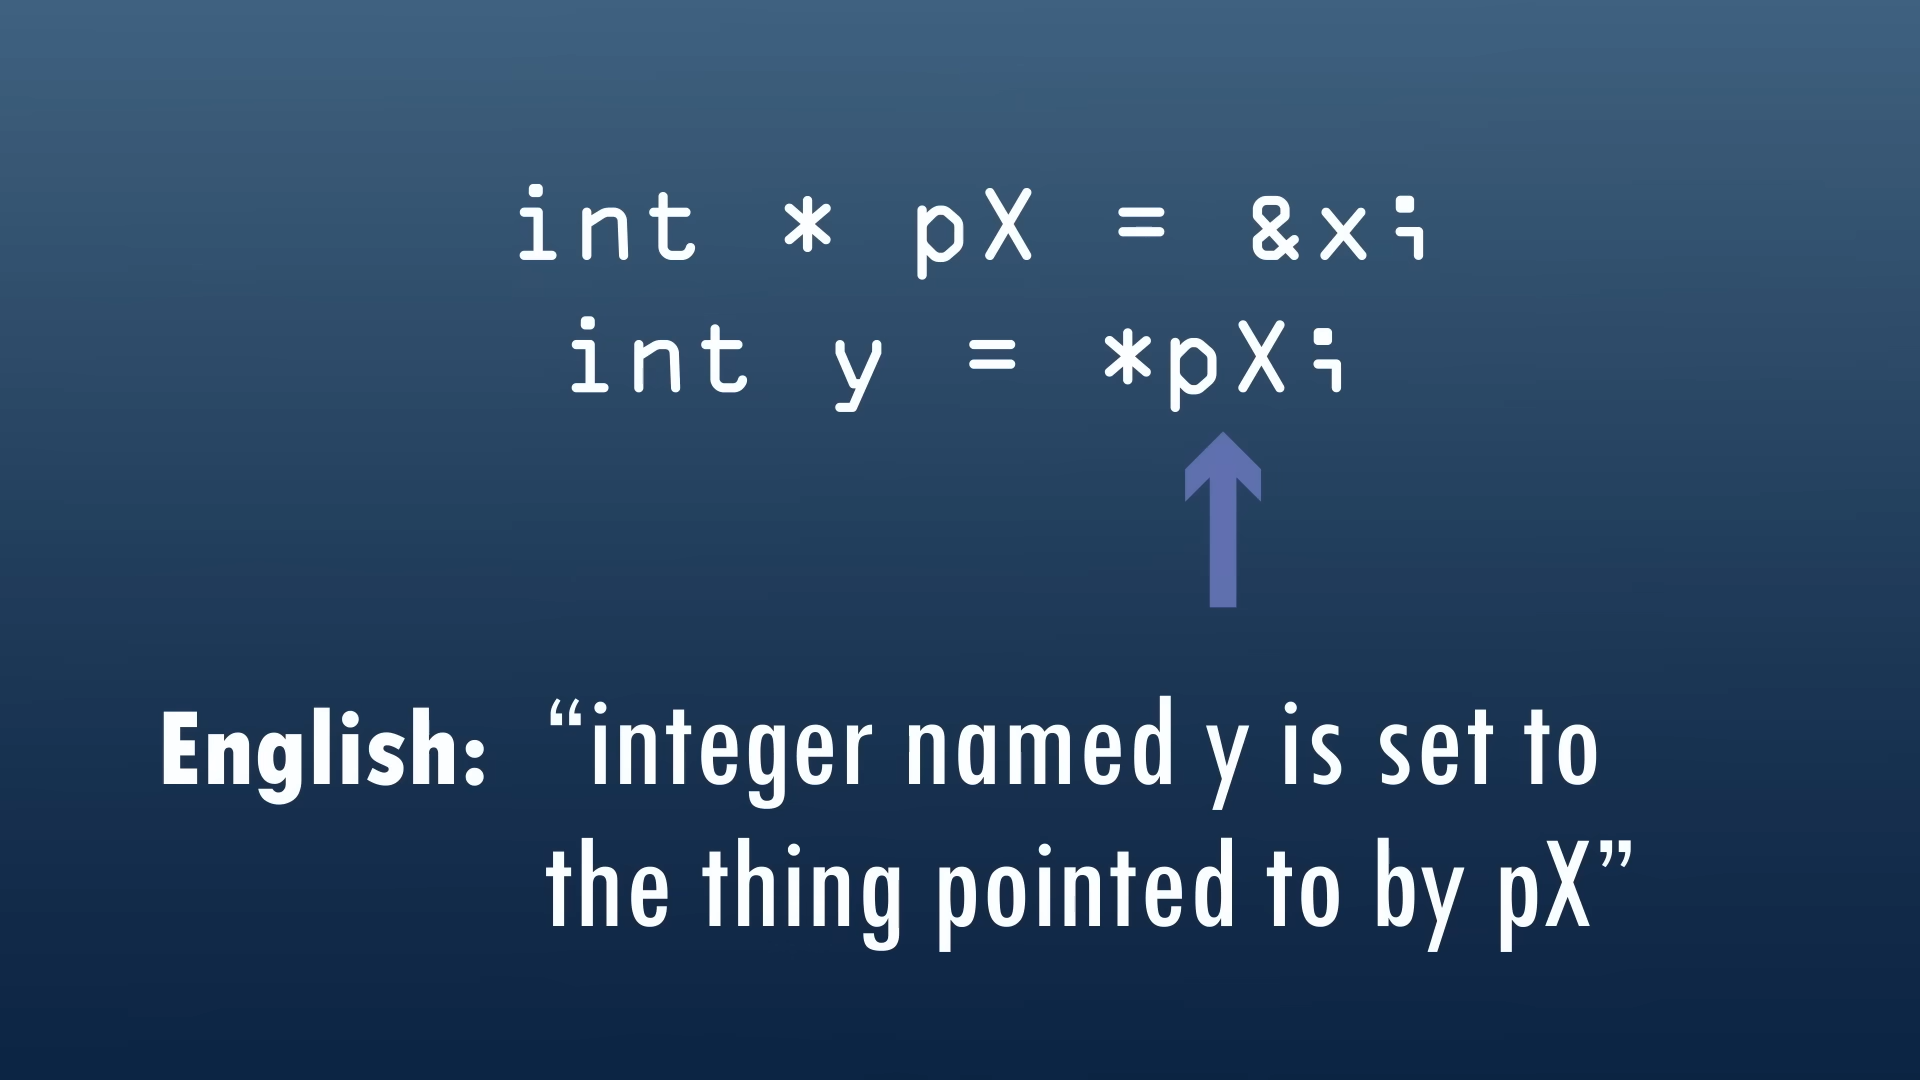 int * pX = &x;
int y = *pX;
English: “integer named y is set to
the thing pointed to by pX”